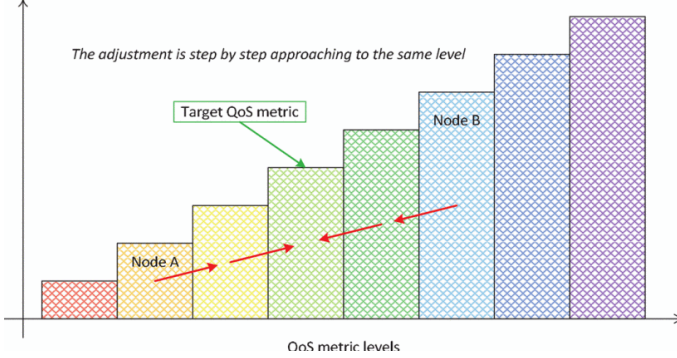 The adjustment is step by step approaching to the same level
Target QoS metric
Node B
Node A
QoS metric levels